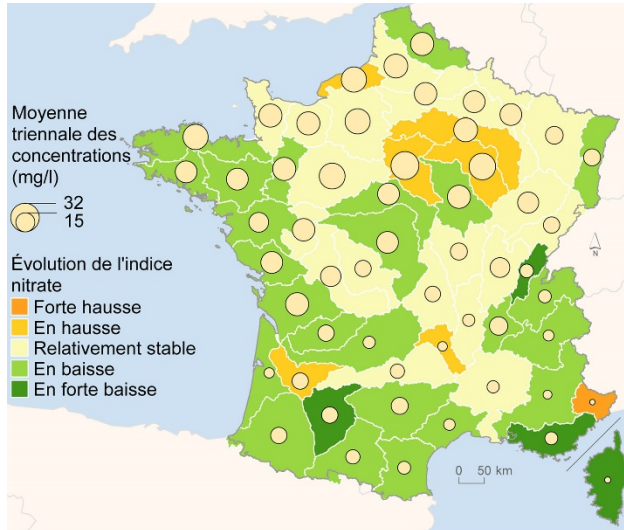 Moyenne
triennale des
concentrations
(mg/l)
32
15
Évolution de l'indice
nitrate
Forte hausse
En hausse
Relativement stable
En baisse
En forte baisse
N
0 50 km